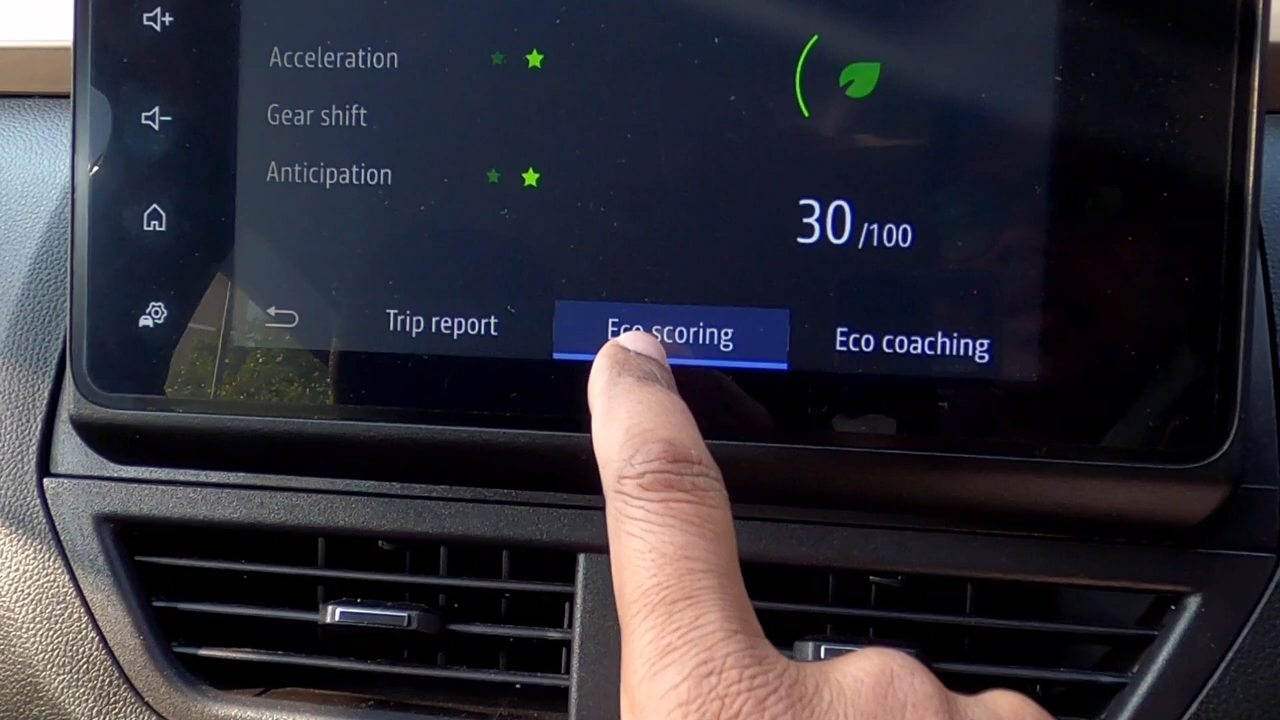 Acceleration
Gear shift
Anticipation
30/100
Trip report
Eco scoring
Eco coaching